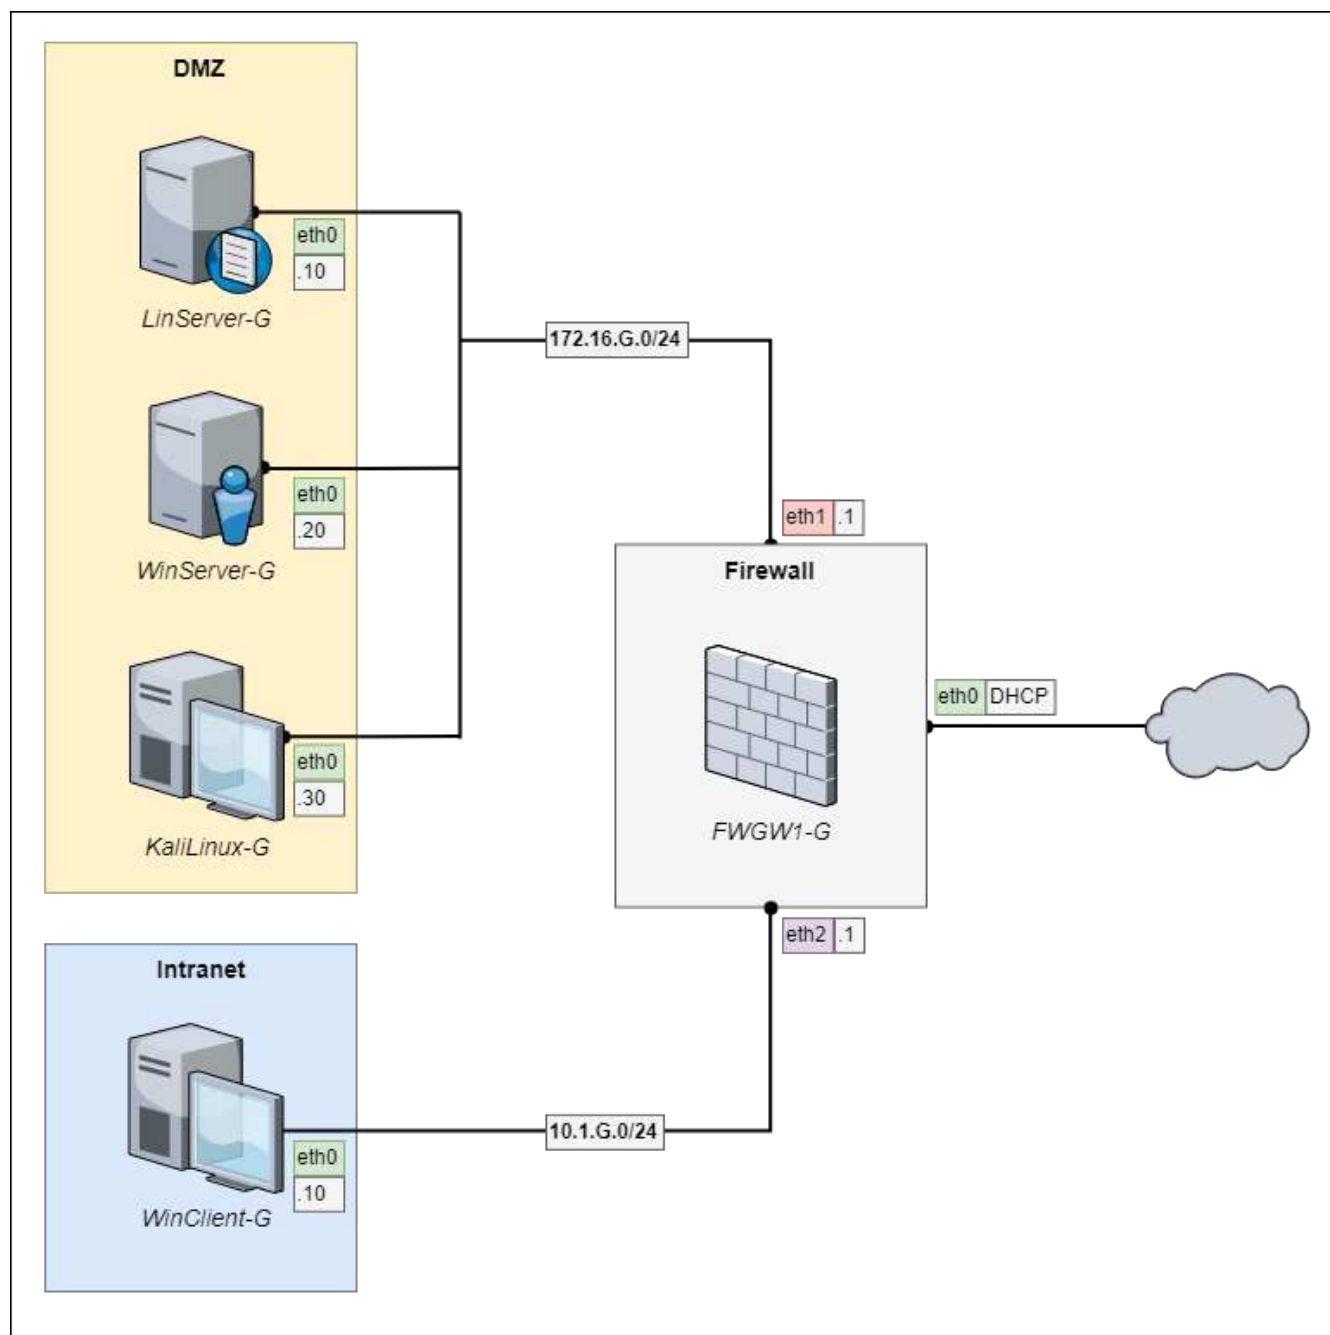 DMZ
eth0
.10
LinServer-G
172.16.G.0/24
eth0
.20
WinServer-G
eth1 .1
Firewall
eth0 DHCP
eth0
.30
KaliLinux-G
FWGW1-G
eth2 .1
Intranet
10.1.G.0/24
eth0
.10
WinClient-G